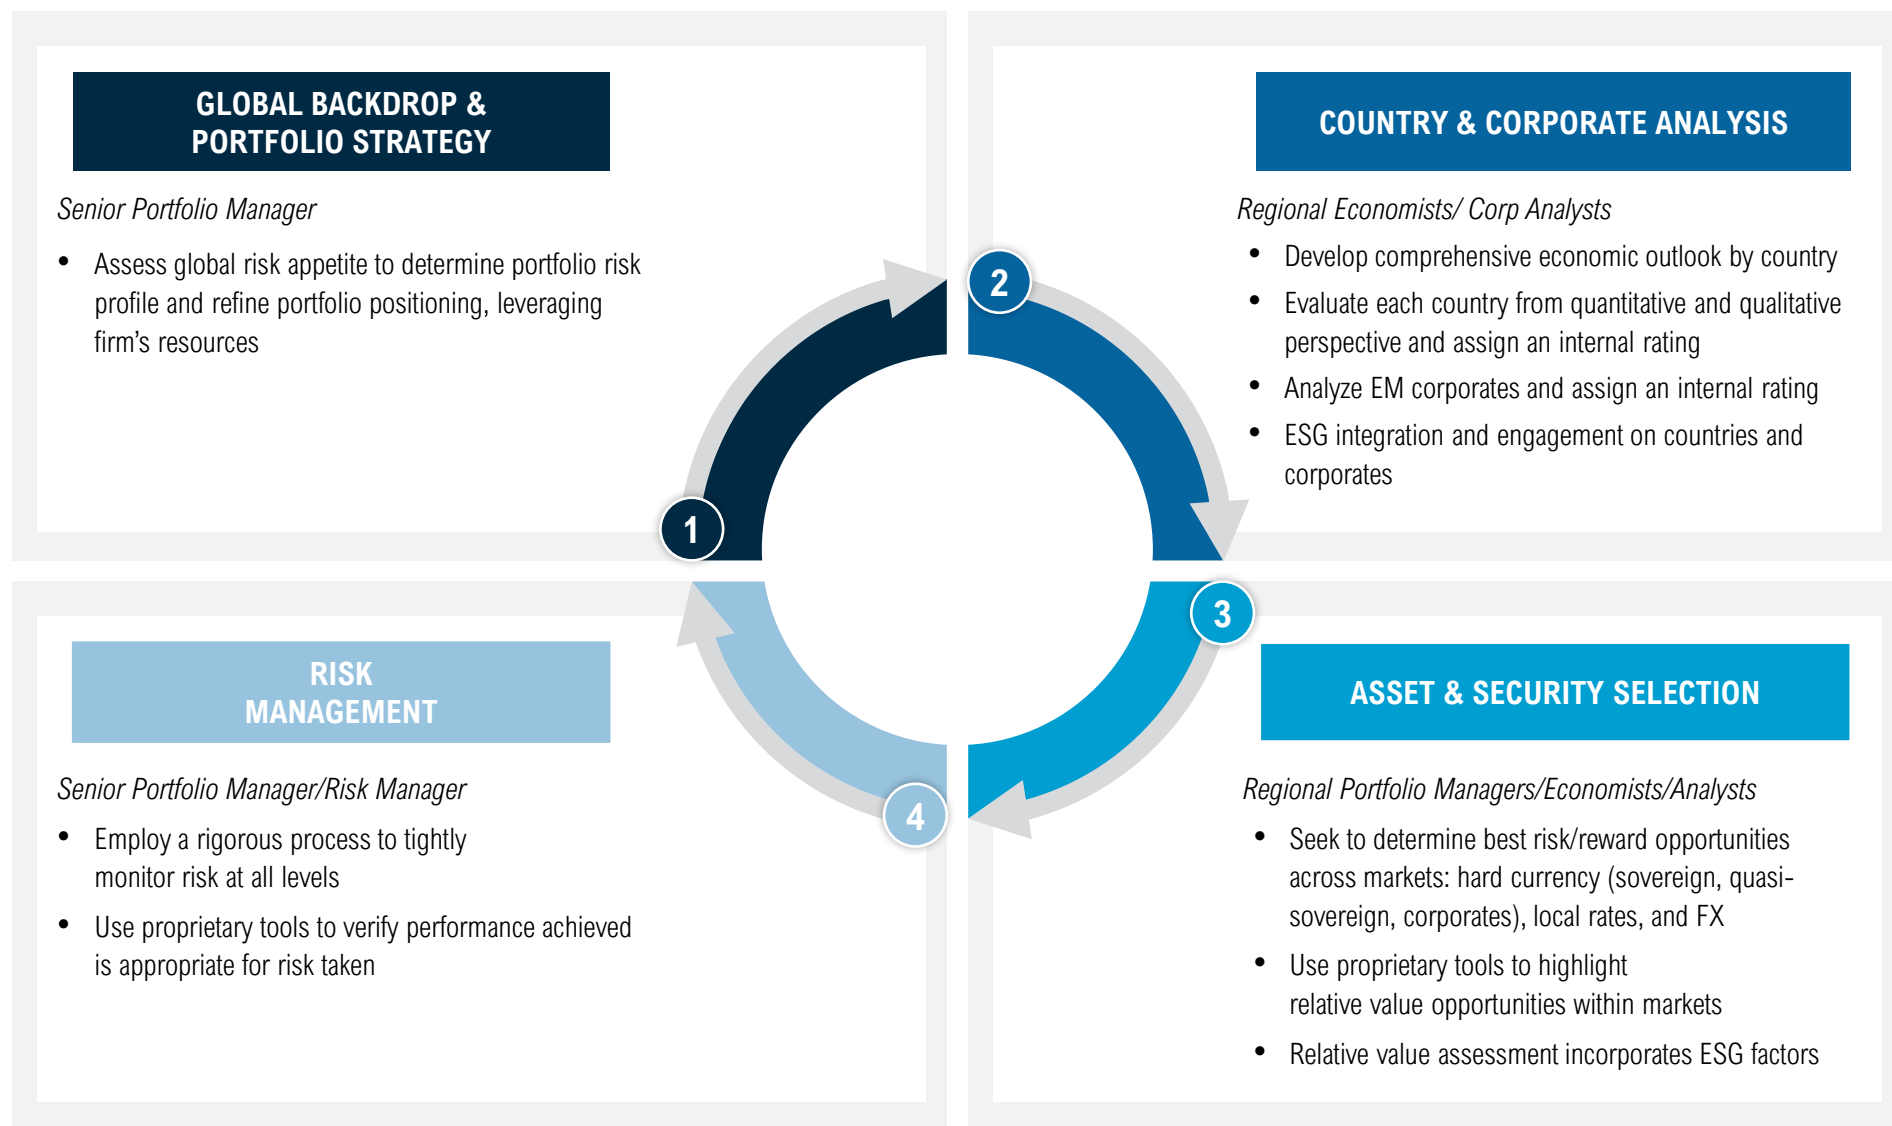 GLOBAL BACKDROP &
PORTFOLIO STRATEGY
Senior Portfolio Manager
• Assess global risk appetite to determine portfolio risk
profile and refine portfolio positioning, leveraging
firm's resources
1
COUNTRY & CORPORATE ANALYSIS
Regional Economists/ Corp Analysts
• Develop comprehensive economic outlook by country
• Evaluate each country from quantitative and qualitative
perspective and assign an internal rating
• Analyze EM corporates and assign an internal rating
• ESG integration and engagement on countries and
corporates
2
ASSET & SECURITY SELECTION
Regional Portfolio Managers/Economists/Analysts
• Seek to determine best risk/reward opportunities
across markets: hard currency (sovereign, quasi-
sovereign, corporates), local rates, and FX
• Use proprietary tools to highlight
relative value opportunities within markets
• Relative value assessment incorporates ESG factors
3
RISK
MANAGEMENT
Senior Portfolio Manager/Risk Manager
• Employ a rigorous process to tightly
monitor risk at all levels
• Use proprietary tools to verify performance achieved
is appropriate for risk taken
4